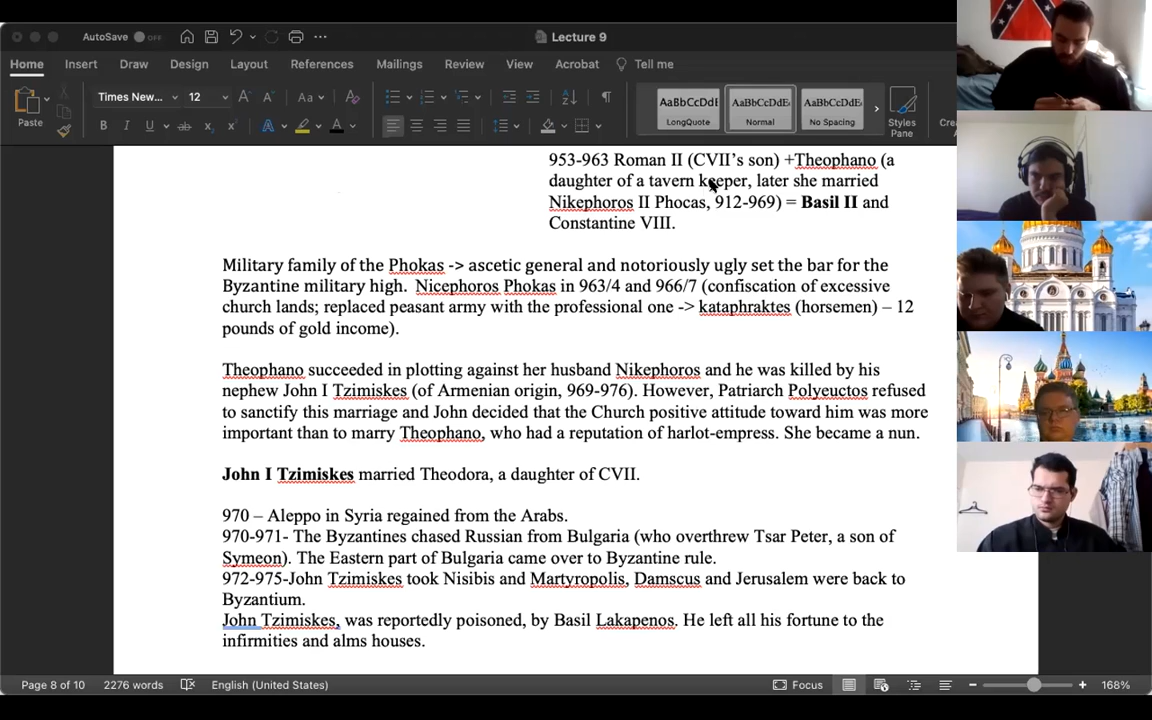 AutoSave OFF
Lecture 9
Home Insert Draw Design Layout References Mailings Review View Acrobat Tell me
Times New... 12
Paste
AaBbCcDdE AaBbCcDdE AaBbCcDdE
LongQuote Normal No Spacing
Styles
Pane
953-963 Roman II (CVII's son) +Theophano (a
daughter of a tavern keeper, later she married
Nikephoros II Phocas, 912-969) = Basil II and
Constantine VIII.
Military family of the Phokas -> ascetic general and notoriously ugly set the bar for the
Byzantine military high. Nicephoros Phokas in 963/4 and 966/7 (confiscation of excessive
church lands; replaced peasant army with the professional one -> kataphraktes (horsemen) – 12
pounds of gold income).
Theophano succeeded in plotting against her husband Nikephoros and he was killed by his
nephew John I Tzimiskes (of Armenian origin, 969-976). However, Patriarch Polyeuctos refused
to sanctify this marriage and John decided that the Church positive attitude toward him was more
important than to marry Theophano, who had a reputation of harlot-empress. She became a nun.
John I Tzimiskes married Theodora, a daughter of CVII.
970 – Aleppo in Syria regained from the Arabs.
970-971- The Byzantines chased Russian from Bulgaria (who overthrew Tsar Peter, a son of
Symeon). The Eastern part of Bulgaria came over to Byzantine rule.
972-975-John Tzimiskes took Nisibis and Martyropolis, Damscus and Jerusalem were back to
Byzantium.
John Tzimiskes, was reportedly poisoned, by Basil Lakapenos. He left all his fortune to the
infirmities and alms houses.
Page 8 of 10 2276 words English (United States) Focus 168%